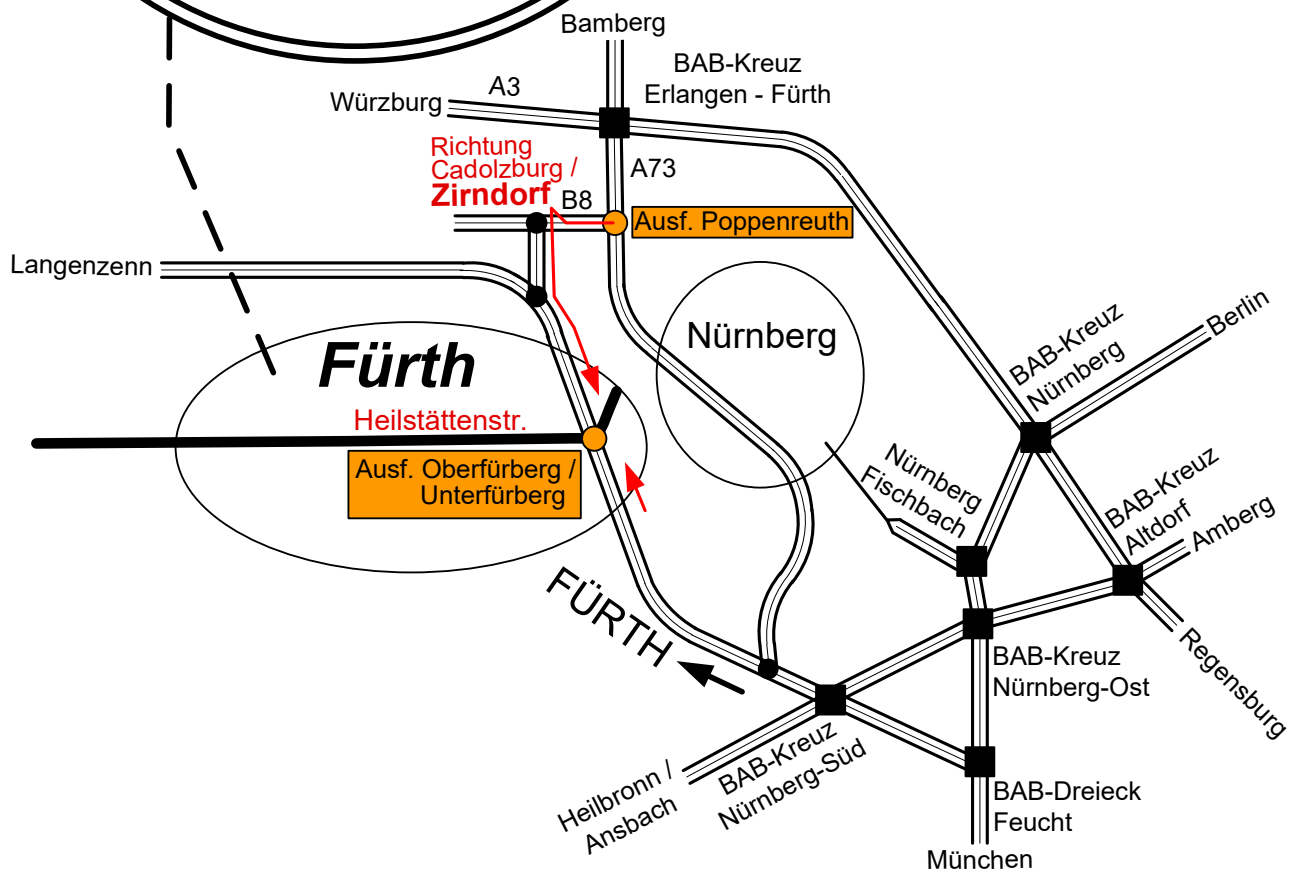 Bamberg
BAB-Kreuz
Erlangen - Fürth
A3
Würzburg
Richtung
Cadolzburg /
Zirndorf
A73
B8
Ausf. Poppenreuth
Langenzenn
Nürnberg
Fürth
Heilstättenstr.
Ausf. Oberfürberg /
Unterfürberg
BAB-Kreuz
Nürnberg
Berlin
Nürnberg
Fischbach
BAB-Kreuz
Altdorf
Amberg
FÜRTH
BAB-Kreuz
Nürnberg-Ost
Regensburg
Heilbronn /
Ansbach
BAB-Kreuz
Nürnberg-Süd
BAB-Dreieck
Feucht
München